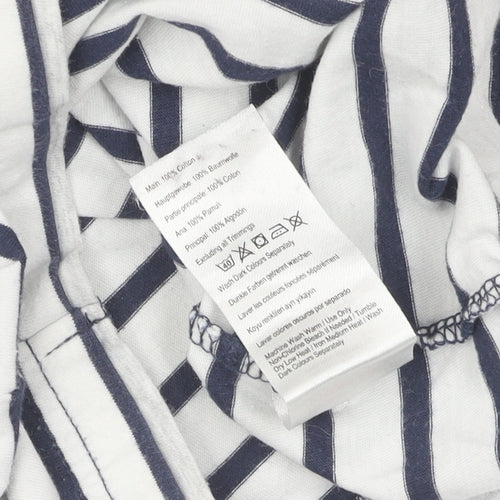 Main: 100% Cotton
Hauptgewebe: 100% Baumwolle
Partie principale: 100% Coton
Ana: 100% Pamuk
Principal: 100% Algodón
Excluding all Trimmings
40
Wash Dark Colours Separately
Dunkle Farben getrennt waschen
Laver les couleurs foncées séparément
Koyu renkleri ayrı yıkayın
Lavar colores oscuros por separado
Machine Wash Warm / Use Only
Non-Chlorine Bleach if Needed / Tumble
Dry Low Heat / Iron Medium Heat / Wash
Dark Colours Separately